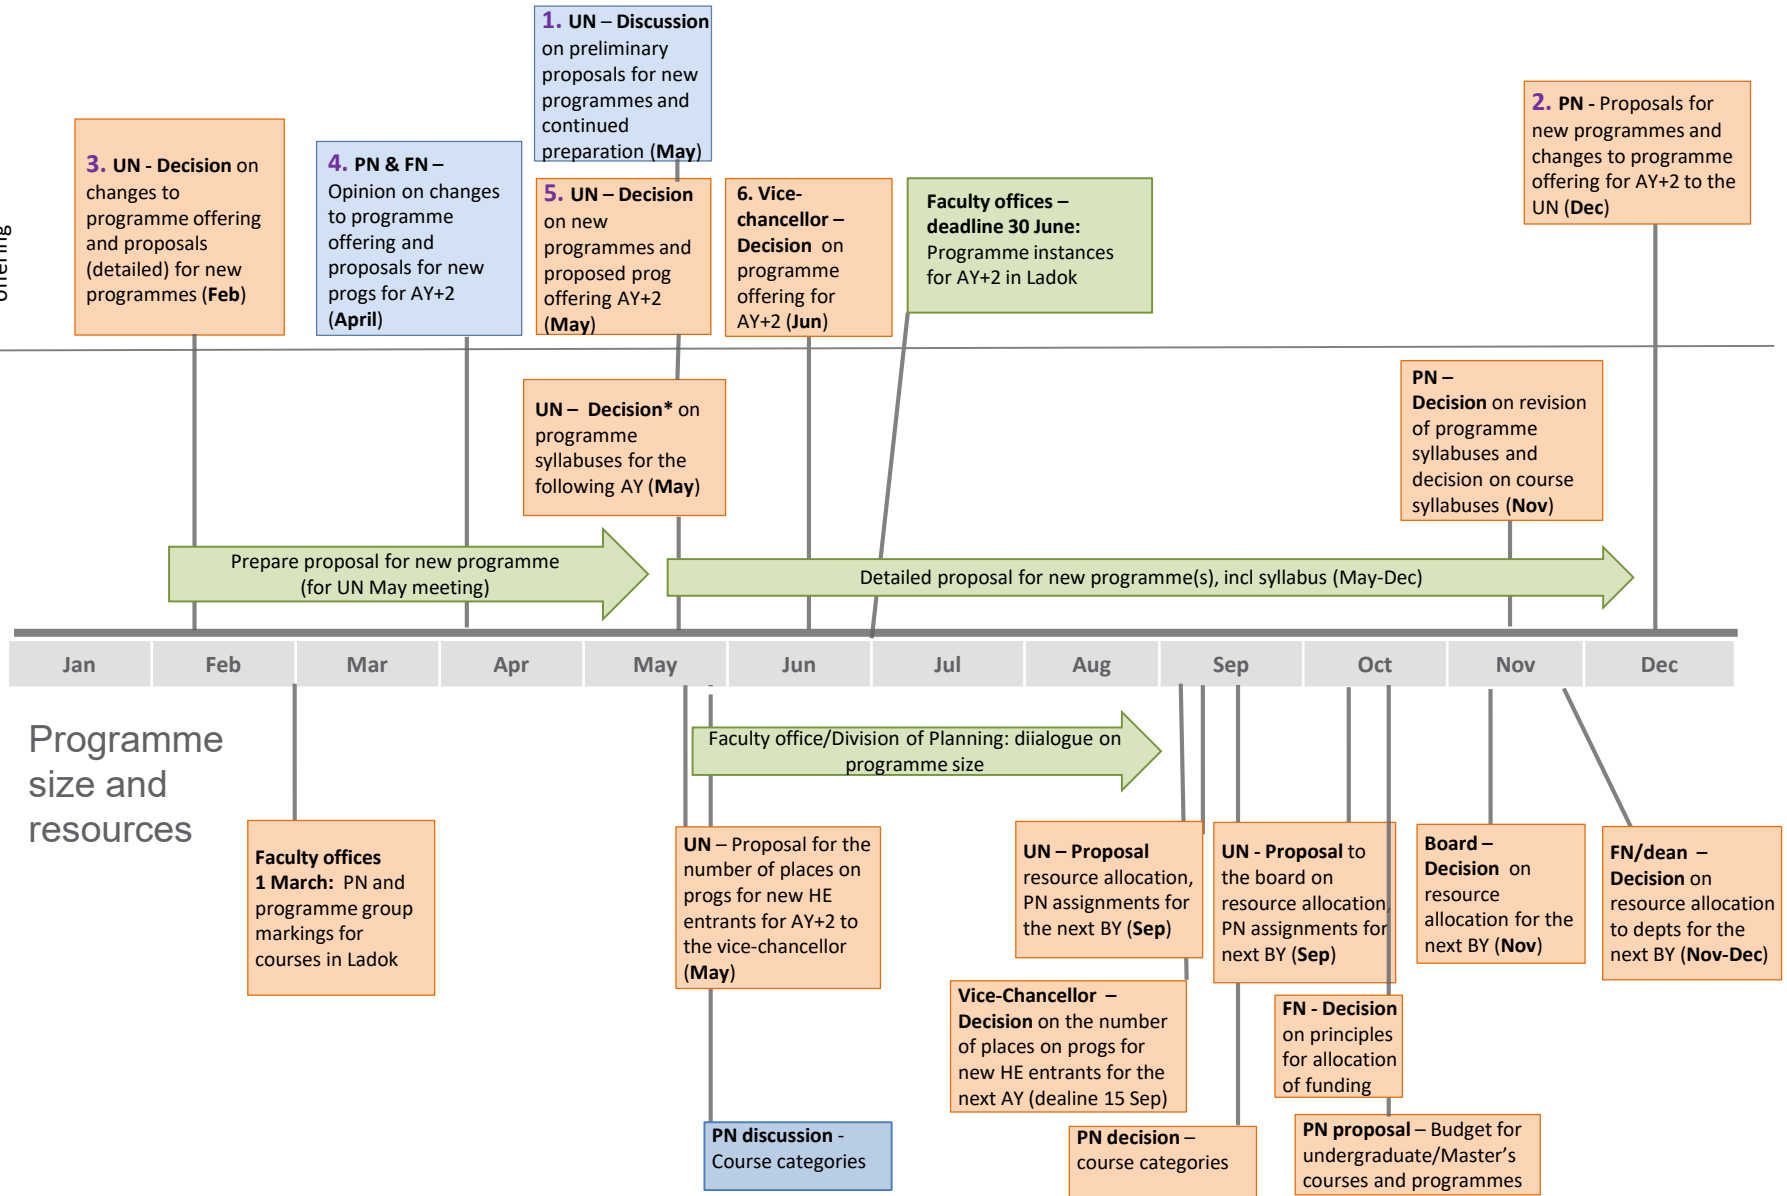 1. UN – Discussion
on preliminary
proposals for new
programmes and
continued
preparation (May)
2. PN - Proposals for
new programmes and
changes to programme
offering for AY+2 to the
UN (Dec)
3. UN - Decision on
changes to
programme offering
and proposals
(detailed) for new
programmes (Feb)
4. PN & FN –
Opinion on changes
to programme
offering and
proposals for new
progs for AY+2
(April)
5. UN – Decision
on new
programmes and
proposed prog
offering AY+2
(May)
6. Vice-
chancellor –
Decision on
programme
offering for
AY+2 (Jun)
Faculty offices –
deadline 30 June:
Programme instances
for AY+2 in Ladok
offering
UN – Decision* on
programme
syllabuses for the
following AY (May)
PN –
Decision on revision
of programme
syllabuses and
decision on course
syllabuses (Nov)
Prepare proposal for new programme
(for UN May meeting)
Detailed proposal for new programme(s), incl syllabus (May-Dec)
Jan Feb Mar Apr May Jun Jul Aug Sep Oct Nov Dec
Programme
size and
resources
Faculty office/Division of Planning: diialogue on
programme size
Faculty offices
1 March: PN and
programme group
markings for
courses in Ladok
UN – Proposal for the
number of places on
progs for new HE
entrants for AY+2 to
the vice-chancellor
(May)
UN – Proposal
resource allocation,
PN assignments for
the next BY (Sep)
UN - Proposal to
the board on
resource allocation,
PN assignments for
next BY (Sep)
Board –
Decision on
resource
allocation for the
next BY (Nov)
FN/dean –
Decision on
resource allocation
to depts for the
next BY (Nov-Dec)
Vice-Chancellor –
Decision on the number
of places on progs for
new HE entrants for the
next AY (dealine 15 Sep)
FN - Decision
on principles
for allocation
of funding
PN discussion -
Course categories
PN decision –
course categories
PN proposal – Budget for
undergraduate/Master's
courses and programmes